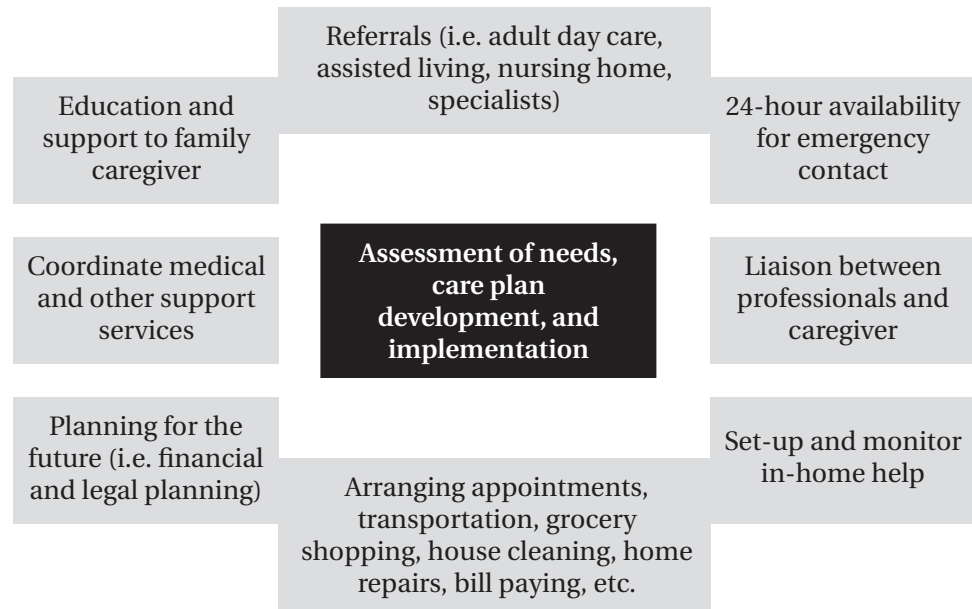 Referrals (i.e. adult day care,
assisted living, nursing home,
specialists)
Education and
support to family
caregiver
24-hour availability
for emergency
contact
Coordinate medical
and other support
services
Assessment of needs,
care plan
development, and
implementation
Liaison between
professionals and
caregiver
Planning for the
future (i.e. financial
and legal planning)
Arranging appointments,
transportation, grocery
shopping, house cleaning, home
repairs, bill paying, etc.
Set-up and monitor
in-home help